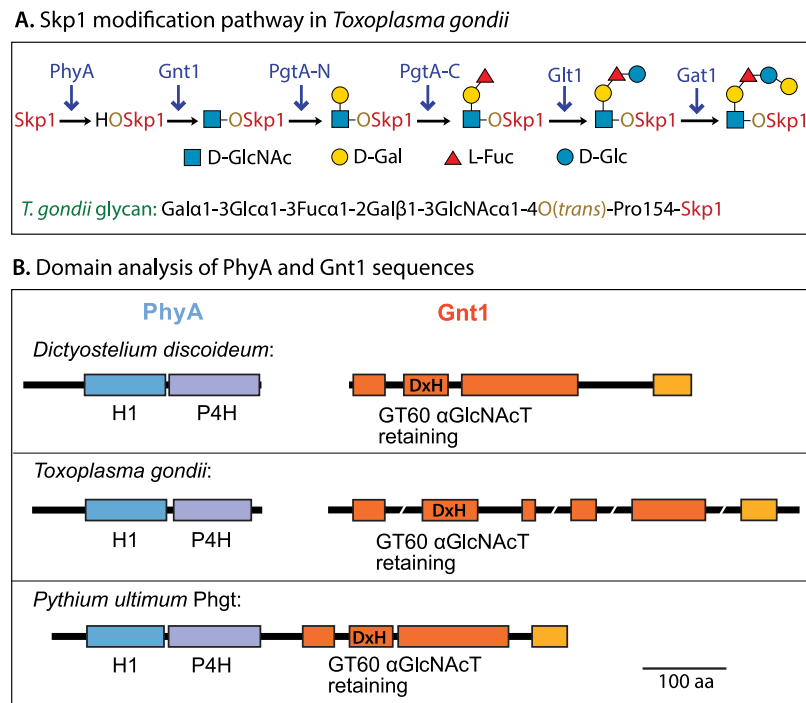 A. Skp1 modification pathway in Toxoplasma gondii
PhyA Gnt1 PgtA-N PgtA-C Glt1 Gat1
Skp1 HOSkp1 -OSkp1 -OSkp1 -OSkp1 -OSkp1 -OSkp1
D-GlcNAc D-Gal L-Fuc D-Glc
T. gondii glycan: Galα1-3Glcα1-3Fucα1-2Galβ1-3GlcNAcα1-4O(trans)-Pro154-Skp1
B. Domain analysis of PhyA and Gnt1 sequences
PhyA Gnt1
Dictyostelium discoideum:
DxH
H1 P4H GT60 αGlcNAcT
retaining
Toxoplasma gondii:
DxH
H1 P4H GT60 αGlcNAcT
retaining
Pythium ultimum Phgt:
DxH
H1 P4H GT60 αGlcNAcT
retaining
100 aa